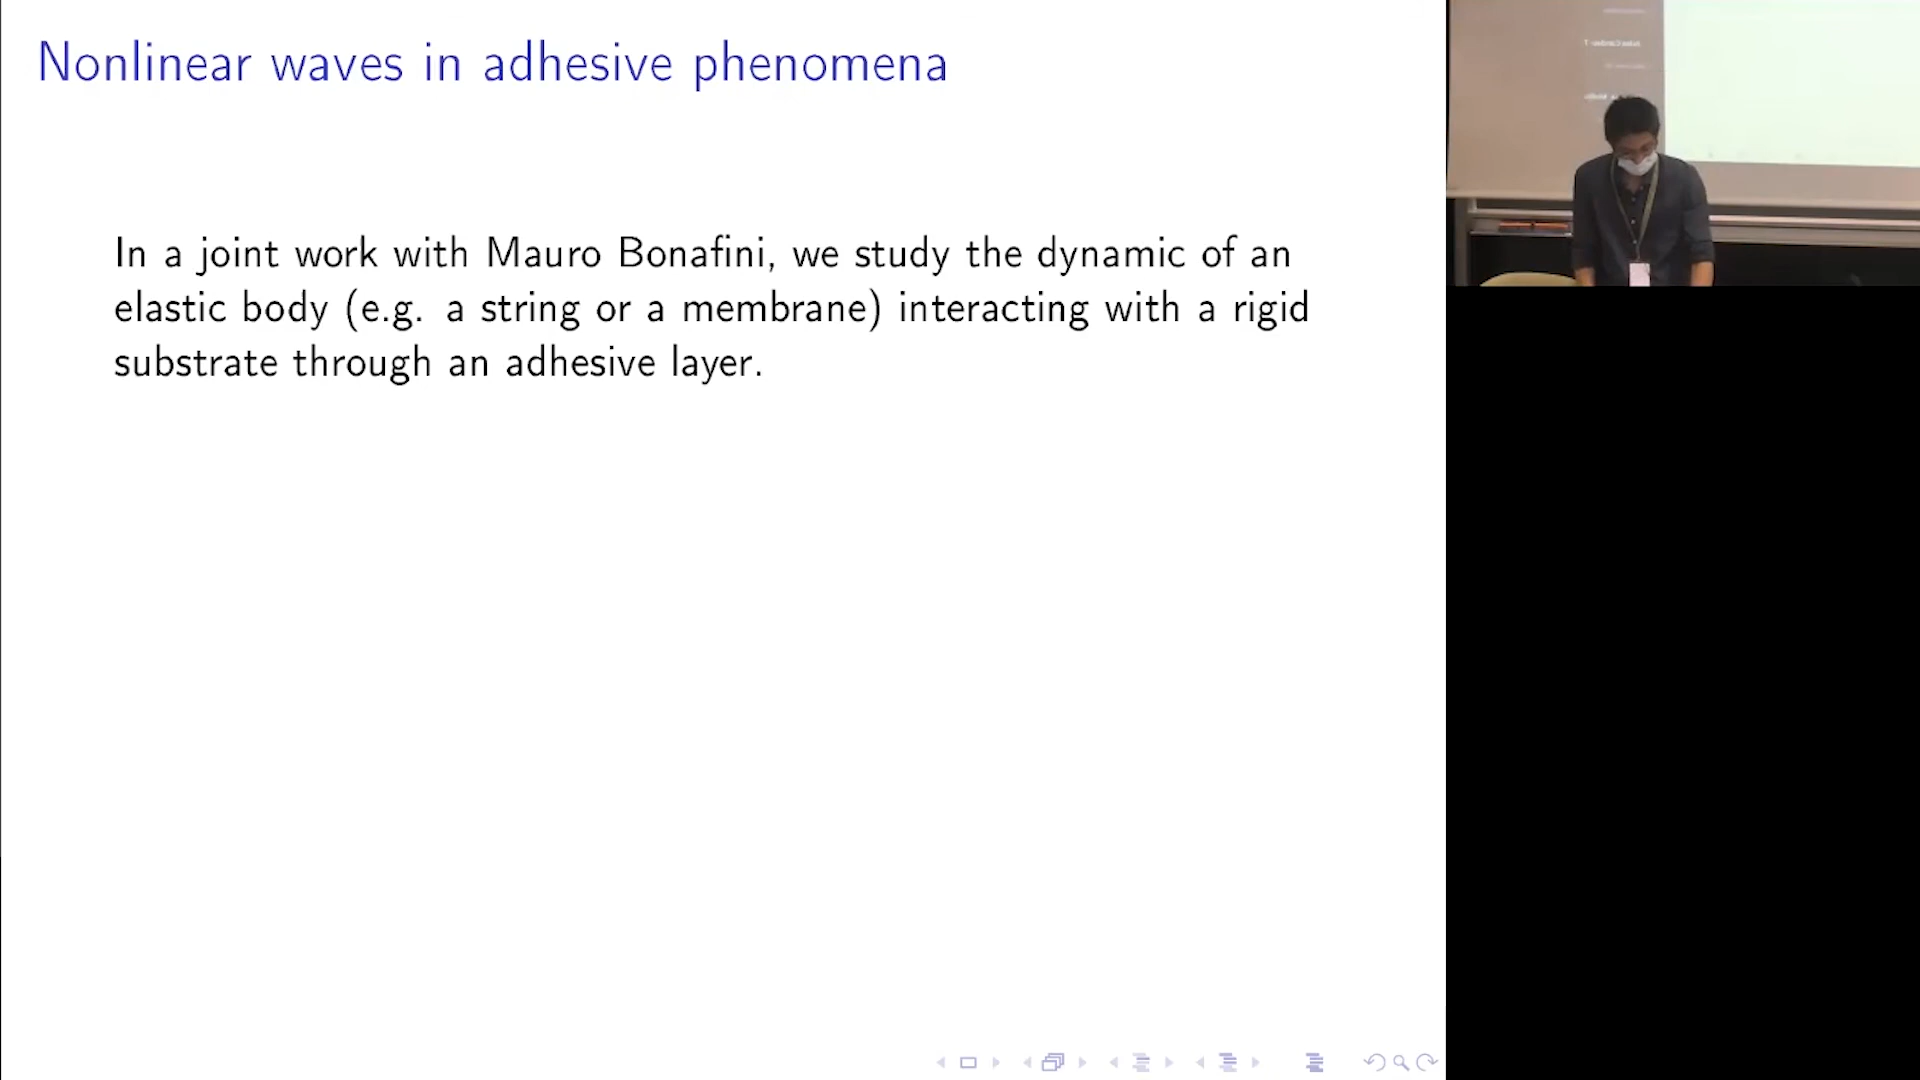 Nonlinear waves in adhesive phenomena
In a joint work with Mauro Bonafini, we study the dynamic of an
elastic body (e.g. a string or a membrane) interacting with a rigid
substrate through an adhesive layer.